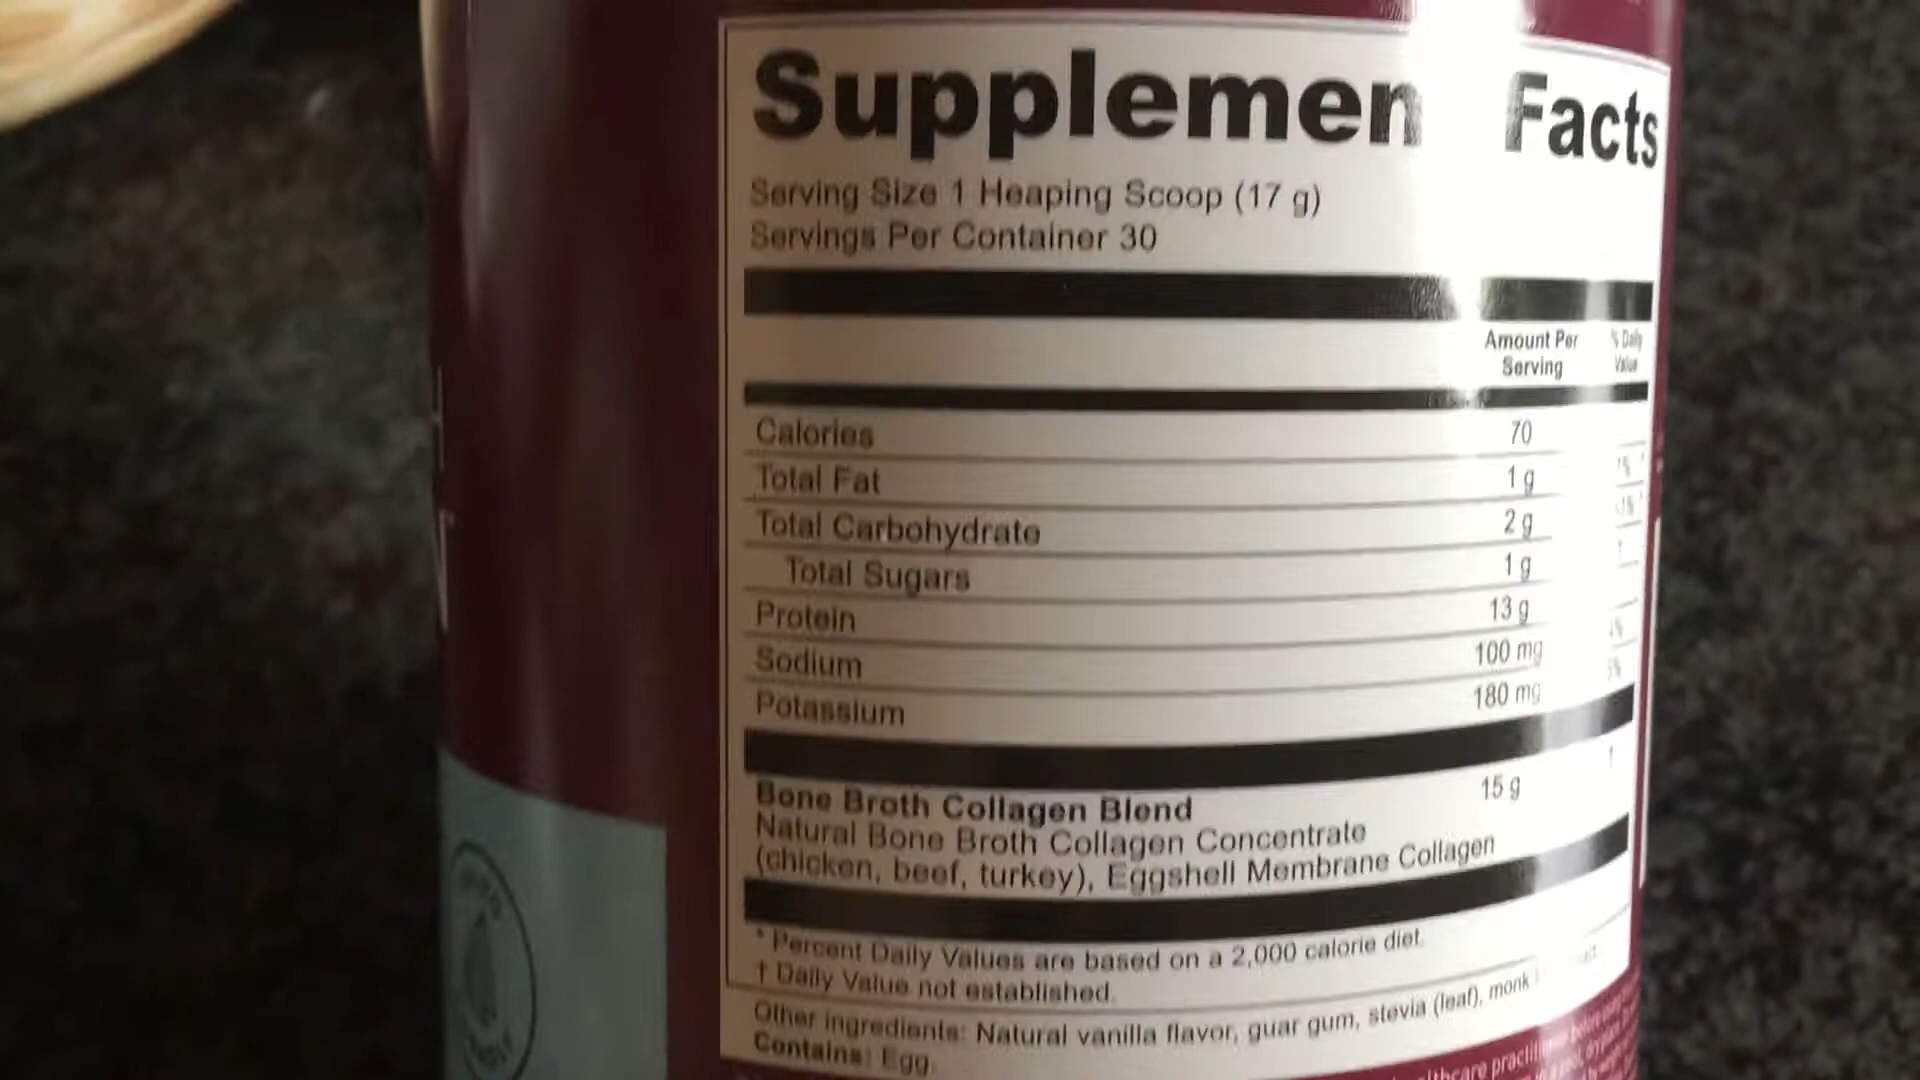 Supplemen Facts
Serving Size 1 Heaping Scoop (17 g)
Servings Per Container 30
Amount Per Serving % Daily Value
Calories 70
Total Fat 1 g
Total Carbohydrate 2 g
Total Sugars 1 g
Protein 13 g
Sodium 100 mg
Potassium 180 mg
Bone Broth Collagen Blend 15 g
Natural Bone Broth Collagen Concentrate
(chicken, beef, turkey), Eggshell Membrane Collagen
* Percent Daily Values are based on a 2,000 calorie diet.
† Daily Value not established.
Other ingredients: Natural vanilla flavor, guar gum, stevia (leaf), monk
Contains: Egg.